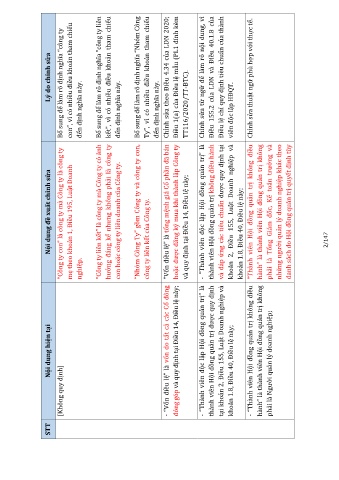 STT
Nội dung hiện tại
Nội dung đề xuất chỉnh sửa
Lý do chỉnh sửa
[Không quy định]
"Công ty con" là công ty mà Công ty là công ty
mẹ theo khoản 1, Điều 195, Luật Doanh
nghiệp.
Bổ sung để làm rõ định nghĩa "công ty
con", vì có nhiều điều khoản tham chiếu
đến định nghĩa này.
"Công ty liên kết" là công ty mà Công ty có ảnh
hưởng đáng kể nhưng không phải là công ty
con hoặc công ty liên doanh của Công ty.
Bổ sung để làm rõ định nghĩa "công ty liên
kết", vì có nhiều điều khoản tham chiếu
đến định nghĩa này.
"Nhóm Công Ty" gồm Công ty và công ty con,
công ty liên kết của Công ty.
Bổ sung để làm rõ định nghĩa "Nhóm Công
Ty", vì có nhiều điều khoản tham chiếu
đến định nghĩa này.
- "Vốn điều lệ" là vốn do tất cả các Cổ đông
đóng góp và quy định tại Điều 14, Điều lệ này;
- "Vốn điều lệ" là tổng mệnh giá Cổ phần đã bán
hoặc được đăng ký mua khi thành lập Công ty
và quy định tại Điều 14, Điều lệ này;
Chỉnh sửa theo Điều 4.34 của LDN 2020;
Điều 1(a) của Điều lệ mẫu (PL1 đính kèm
TT116/2020/TT-BTC).
- "Thành viên độc lập Hội đồng quản trị" là
thành viên Hội đồng quản trị được quy định
tại khoản 2, Điều 155, Luật Doanh nghiệp và
khoản 1.8, Điều 40, Điều lệ này;
- "Thành viên độc lập Hội đồng quản trị" là
thành viên Hội đồng quản trị không điều hành
và đáp ứng các tiêu chuẩn được quy định tại
khoản 2, Điều 155, Luật Doanh nghiệp và
khoản 1.8, Điều 40, Điều lệ này;
Chỉnh sửa từ ngữ để làm rõ nội dung, vì
Điều 155.2 của LDN và Điều 40.1.8 của
Điều lệ chỉ quy định tiêu chuẩn của thành
viên độc lập HĐQT.
- "Thành viên Hội đồng quản trị không điều
hành" là thành viên Hội đồng quản trị không
phải là Người quản lý doanh nghiệp;
- "Thành viên Hội đồng quản trị không điều
hành" là thành viên Hội đồng quản trị không
phải là Tổng Giám đốc, Kế toán trưởng và
những người quản lý doanh nghiệp khác theo
danh sách do Hội đồng quản trị quyết định tùy
Chỉnh sửa thuật ngữ phù hợp với thực tế.
2/147